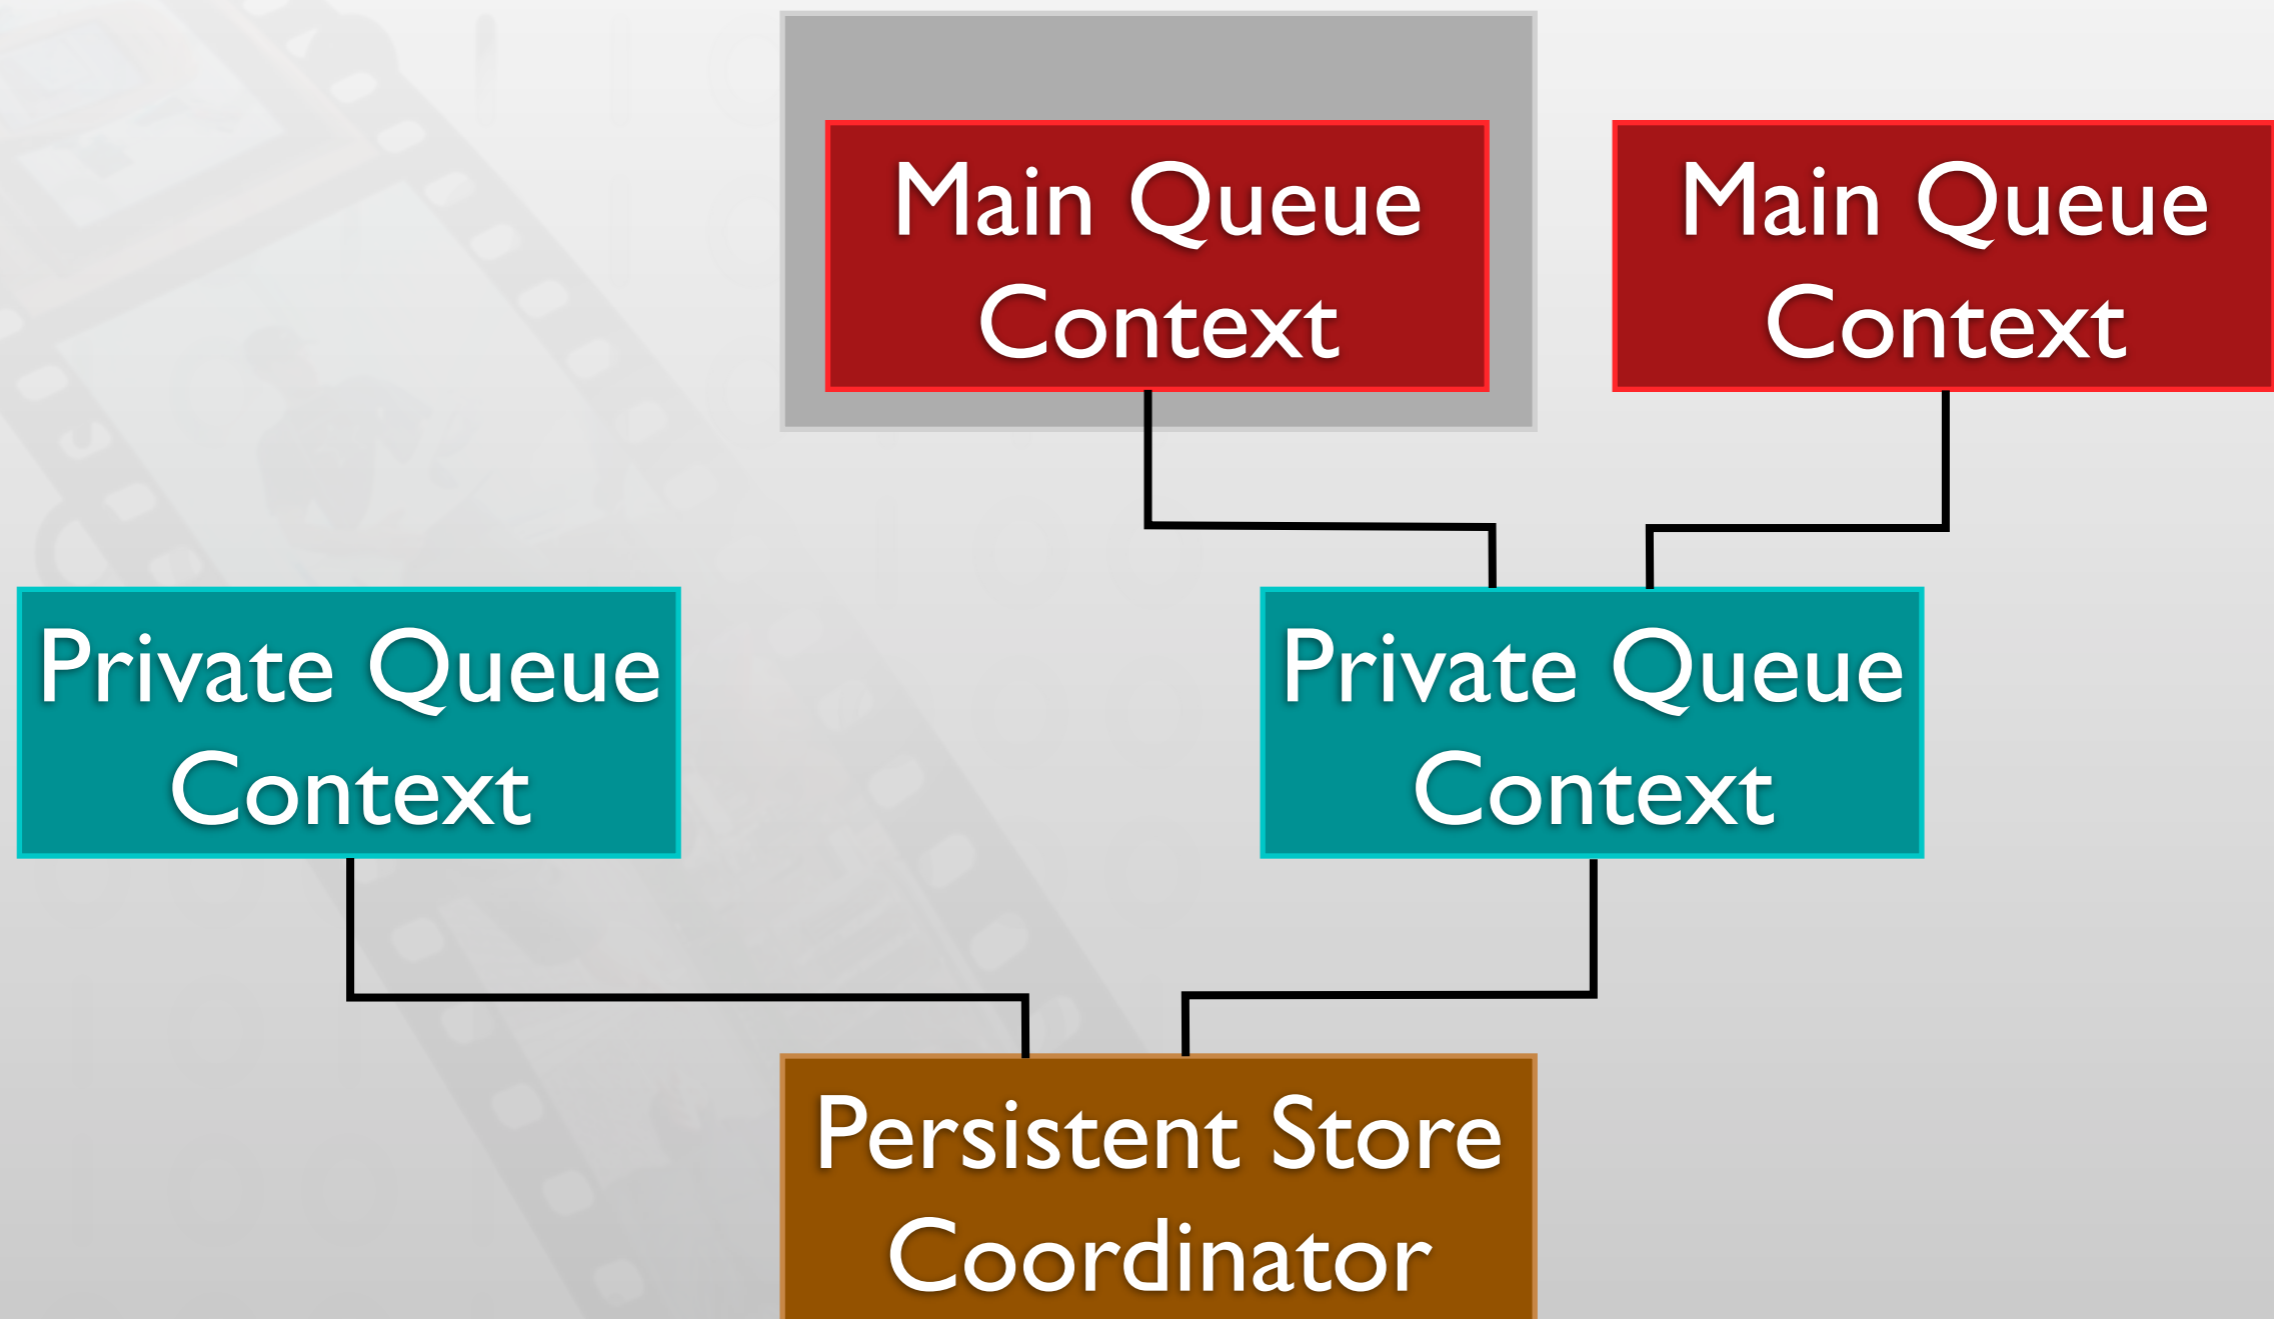 Main Queue
Context
Main Queue
Context
Private Queue
Context
Private Queue
Context
Persistent Store
Coordinator